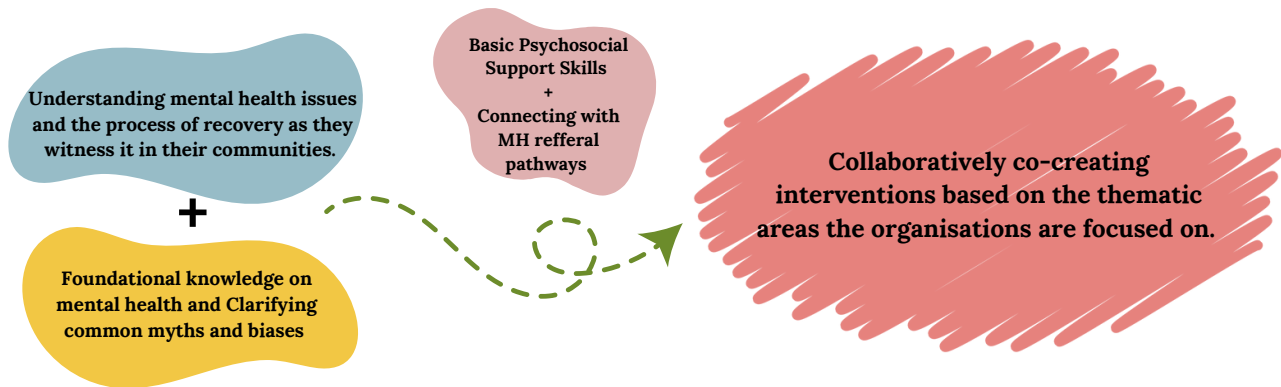 Understanding mental health issues
and the process of recovery as they
witness it in their communities.
+
Foundational knowledge on
mental health and Clarifying
common myths and biases
Basic Psychosocial
Support Skills
+
Connecting with
MH refferal
pathways
Collaboratively co-creating
interventions based on the thematic
areas the organisations are focused on.